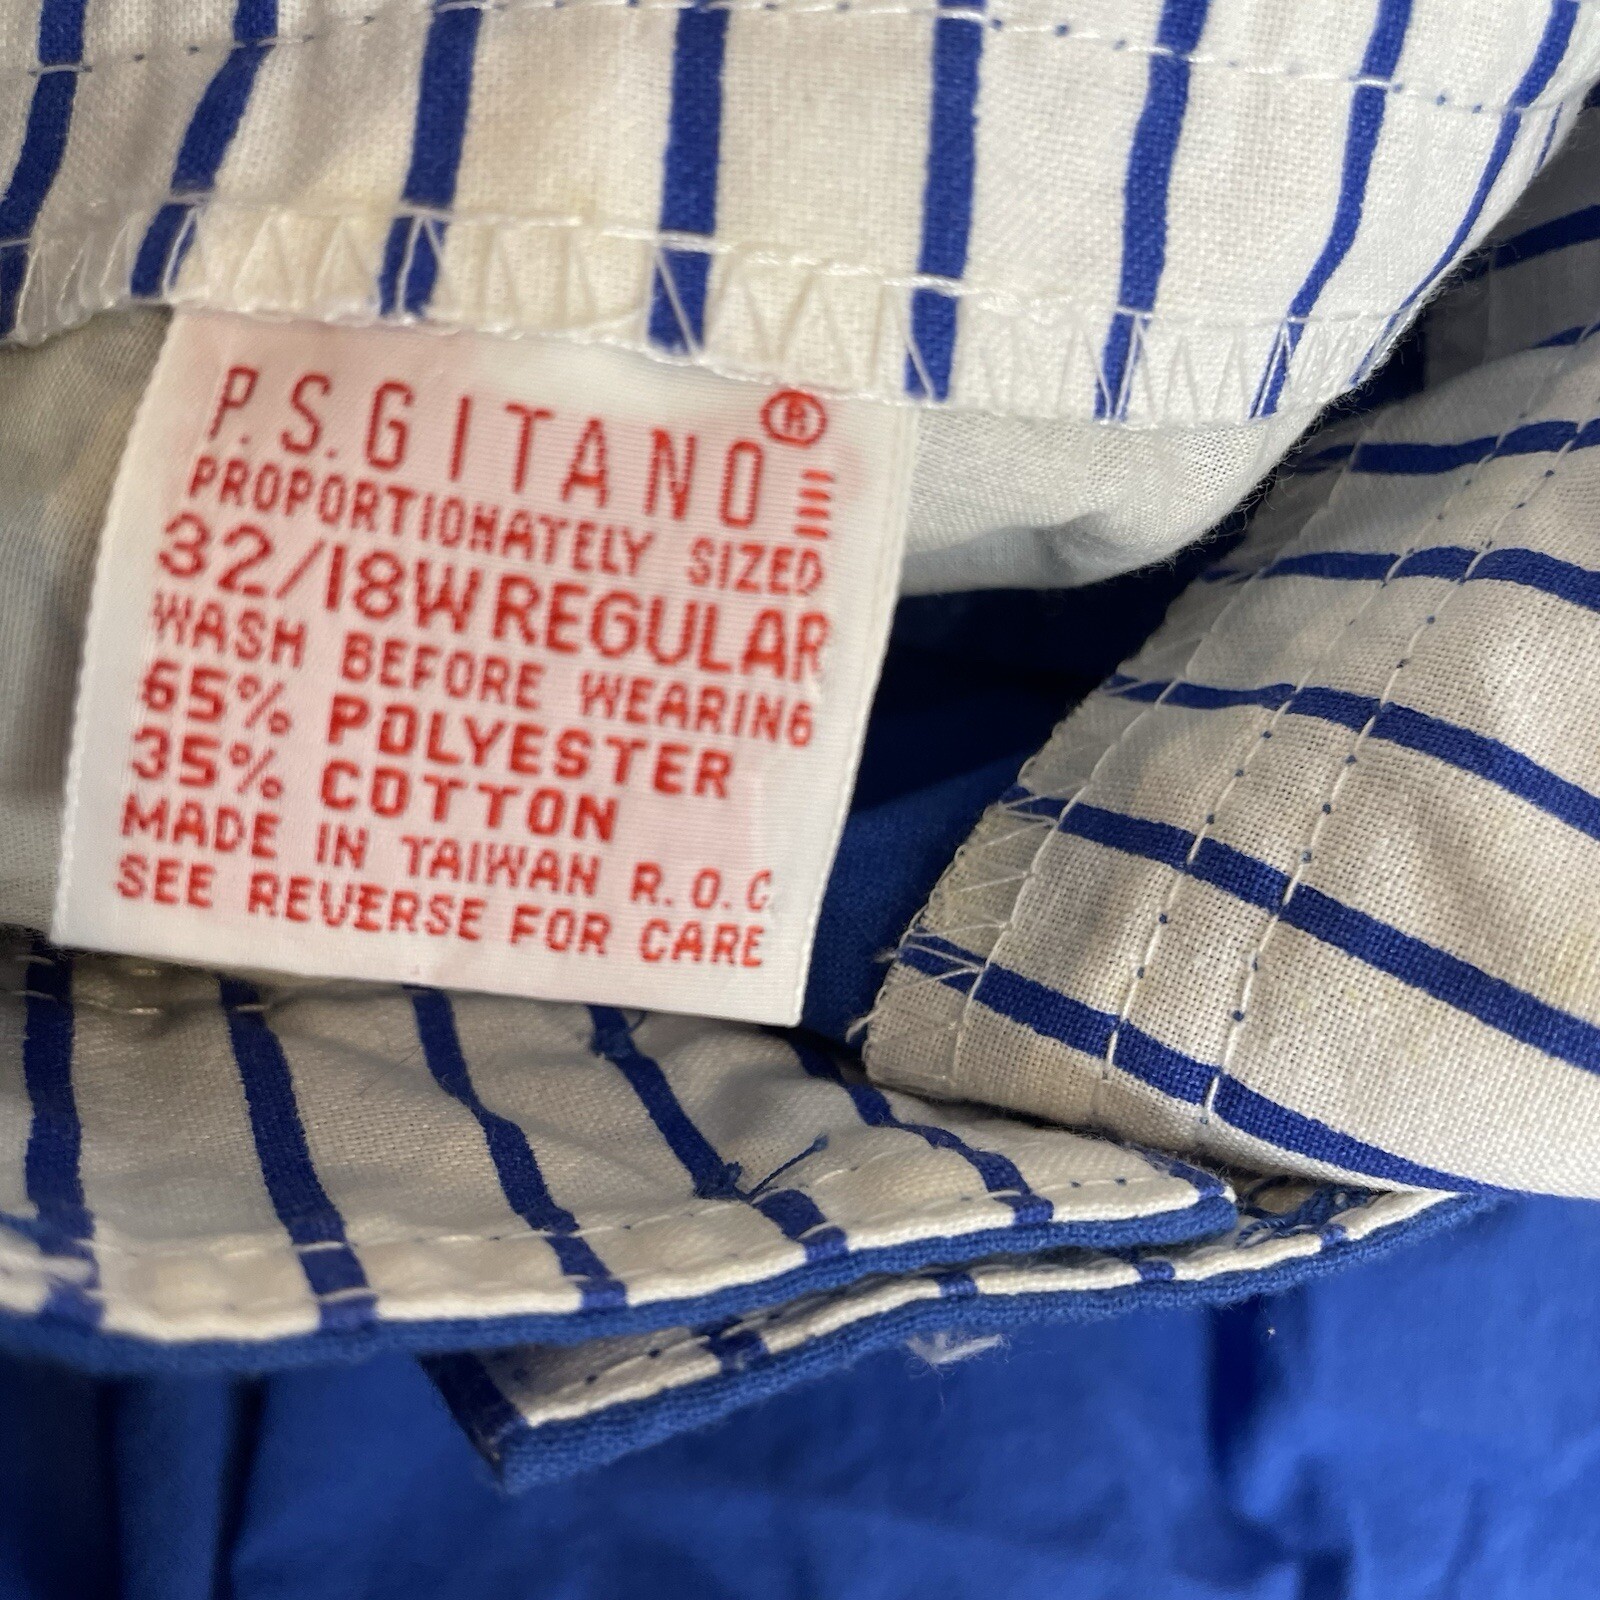 P.S.GITANO®
PROPORTIONATELY SIZED
32/18W REGULAR
WASH BEFORE WEARING
65% POLYESTER
35% COTTON
MADE IN TAIWAN R.O.C.
SEE REVERSE FOR CARE